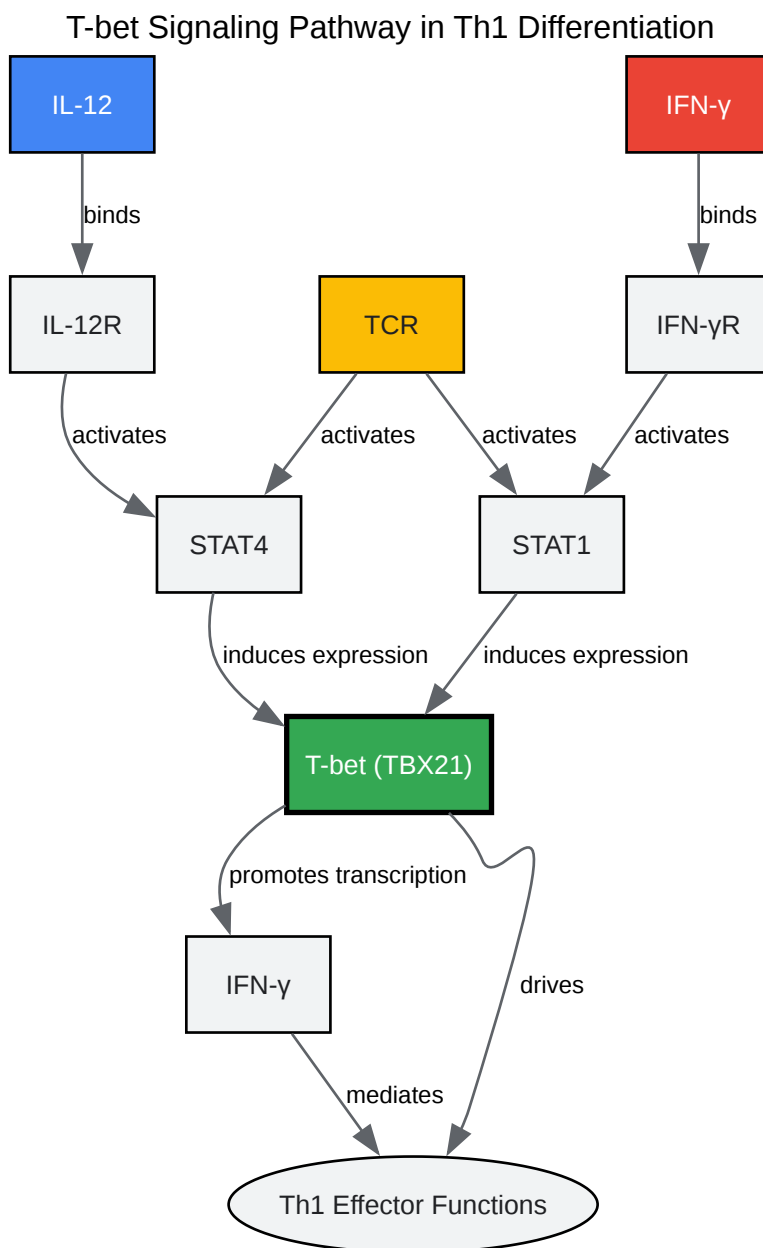 T-bet Signaling Pathway in Th1 Differentiation
IL-12
IFN-γ
binds
binds
IL-12R
TCR
IFN-γR
activates
activates
activates
activates
STAT4
STAT1
induces expression
induces expression
T-bet (TBX21)
promotes transcription
IFN-γ
drives
mediates
Th1 Effector Functions